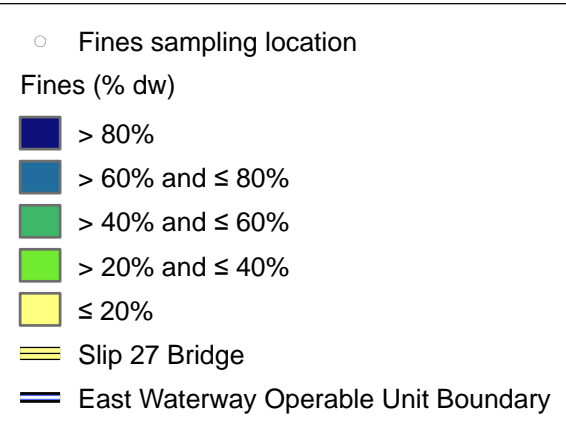 Fines sampling location
Fines (% dw)
> 80%
> 60% and ≤ 80%
> 40% and ≤ 60%
> 20% and ≤ 40%
≤ 20%
Slip 27 Bridge
East Waterway Operable Unit Boundary